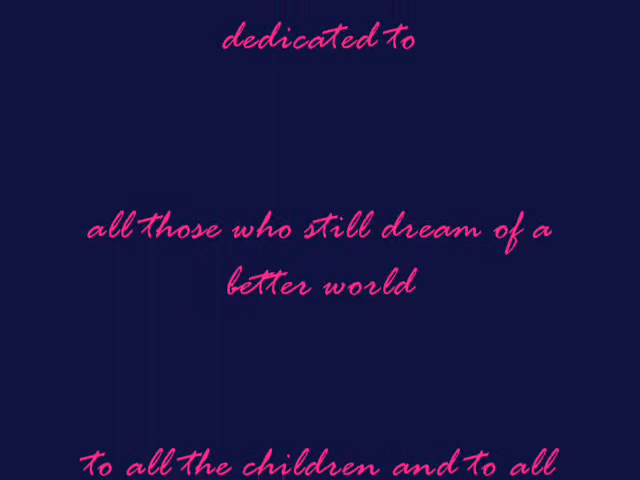 dedicated to
all those who still dream of a
better world
to all the children and to all